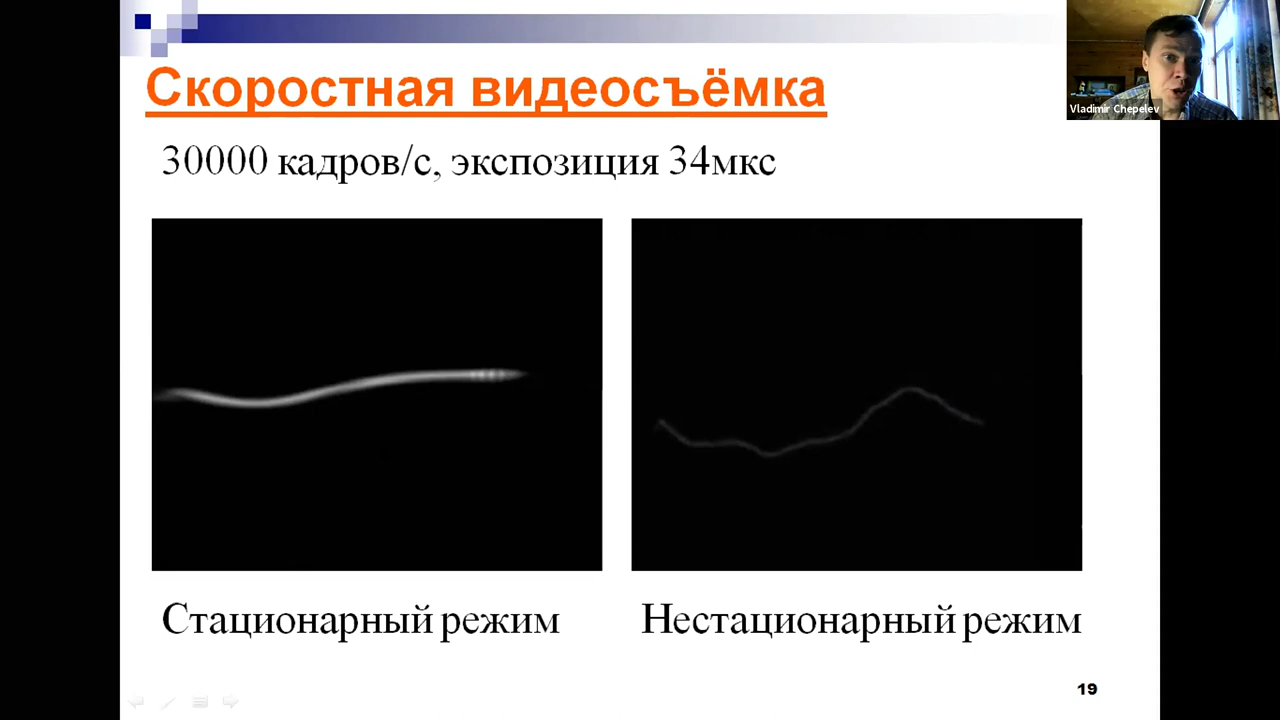 Скоростная видеосъёмка
Vladimir Chepelev
30000 кадров/с, экспозиция 34мкс
Стационарный режим
Нестационарный режим
19